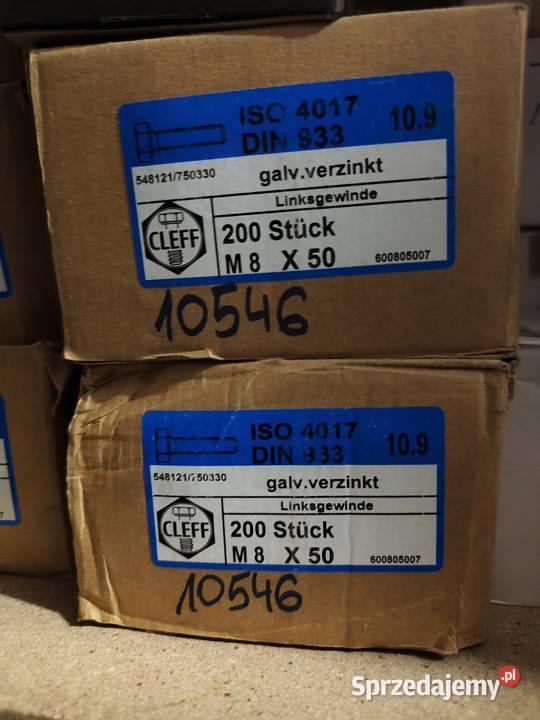 ISO 4017
DIN 933
10.9
548121/750330
galv.verzinkt
Linksgewinde
CLEFF
200 Stück
M 8 X 50
600805007
10546
ISO 4017
DIN 933
10.9
548121/750330
galv.verzinkt
Linksgewinde
CLEFF
200 Stück
M 8 X 50
600805007
10546
Sprzedajemy.pl